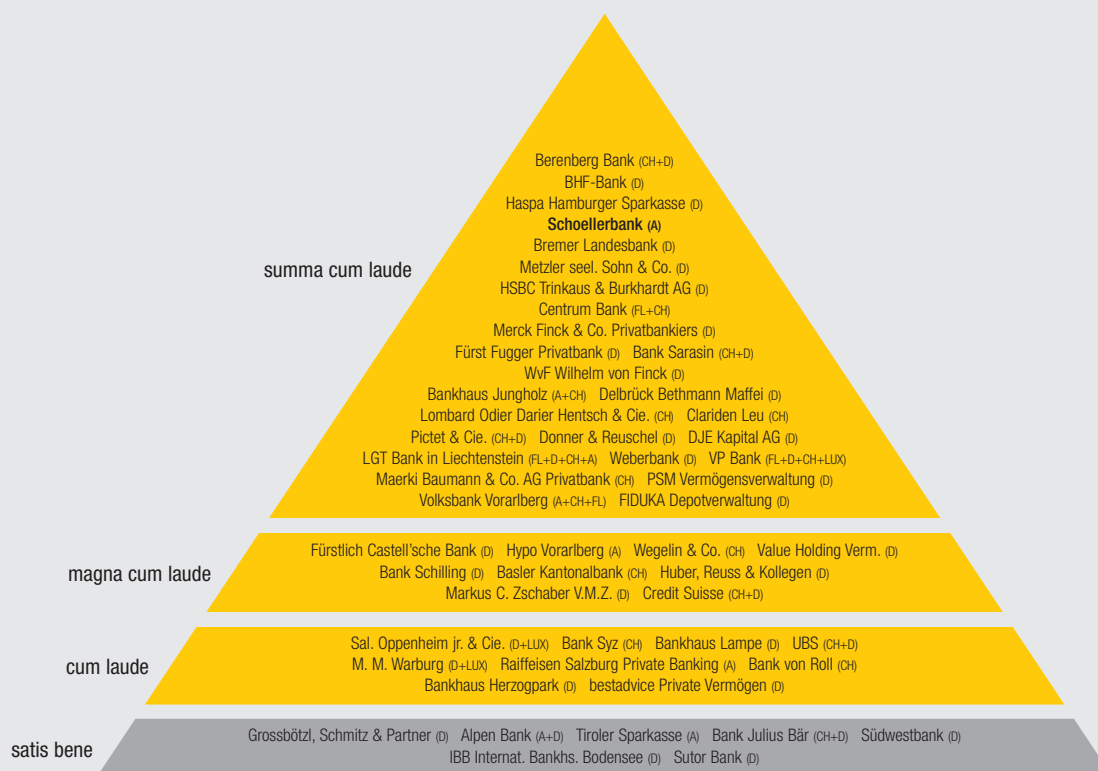 Berenberg Bank (CH+D)
BHF-Bank (D)
Haspa Hamburger Sparkasse (D)
Schoellerbank (A)
Bremer Landesbank (D)
summa cum laude
Metzler seel. Sohn & Co. (D)
HSBC Trinkaus & Burkhardt AG (D)
Centrum Bank (FL+CH)
Merck Finck & Co. Privatbankiers (D)
Fürst Fugger Privatbank (D) Bank Sarasin (CH+D)
WvF Wilhelm von Finck (D)
Bankhaus Jungholz (A+CH) Delbrück Bethmann Maffei (D)
Lombard Odier Darier Hentsch & Cie. (CH) Clariden Leu (CH)
Pictet & Cie. (CH+D) Donner & Reuschel (D) DJE Kapital AG (D)
LGT Bank in Liechtenstein (FL+D+CH+A) Weberbank (D) VP Bank (FL+D+CH+LUX)
Maerki Baumann & Co. AG Privatbank (CH) PSM Vermögensverwaltung (D)
Volksbank Vorarlberg (A+CH+FL) FIDUKA Depotverwaltung (D)
magna cum laude
Fürstlich Castell'sche Bank (D) Hypo Vorarlberg (A) Wegelin & Co. (CH) Value Holding Verm. (D)
Bank Schilling (D) Basler Kantonalbank (CH) Huber, Reuss & Kollegen (D)
Markus C. Zschaber V.M.Z. (D) Credit Suisse (CH+D)
cum laude
Sal. Oppenheim jr. & Cie. (D+LUX) Bank Syz (CH) Bankhaus Lampe (D) UBS (CH+D)
M. M. Warburg (D+LUX) Raiffeisen Salzburg Private Banking (A) Bank von Roll (CH)
Bankhaus Herzogpark (D) bestadvice Private Vermögen (D)
satis bene
Grossbötzl, Schmitz & Partner (D) Alpen Bank (A+D) Tiroler Sparkasse (A) Bank Julius Bär (CH+D) Südwestbank (D)
IBB Internat. Bankhs. Bodensee (D) Sutor Bank (D)